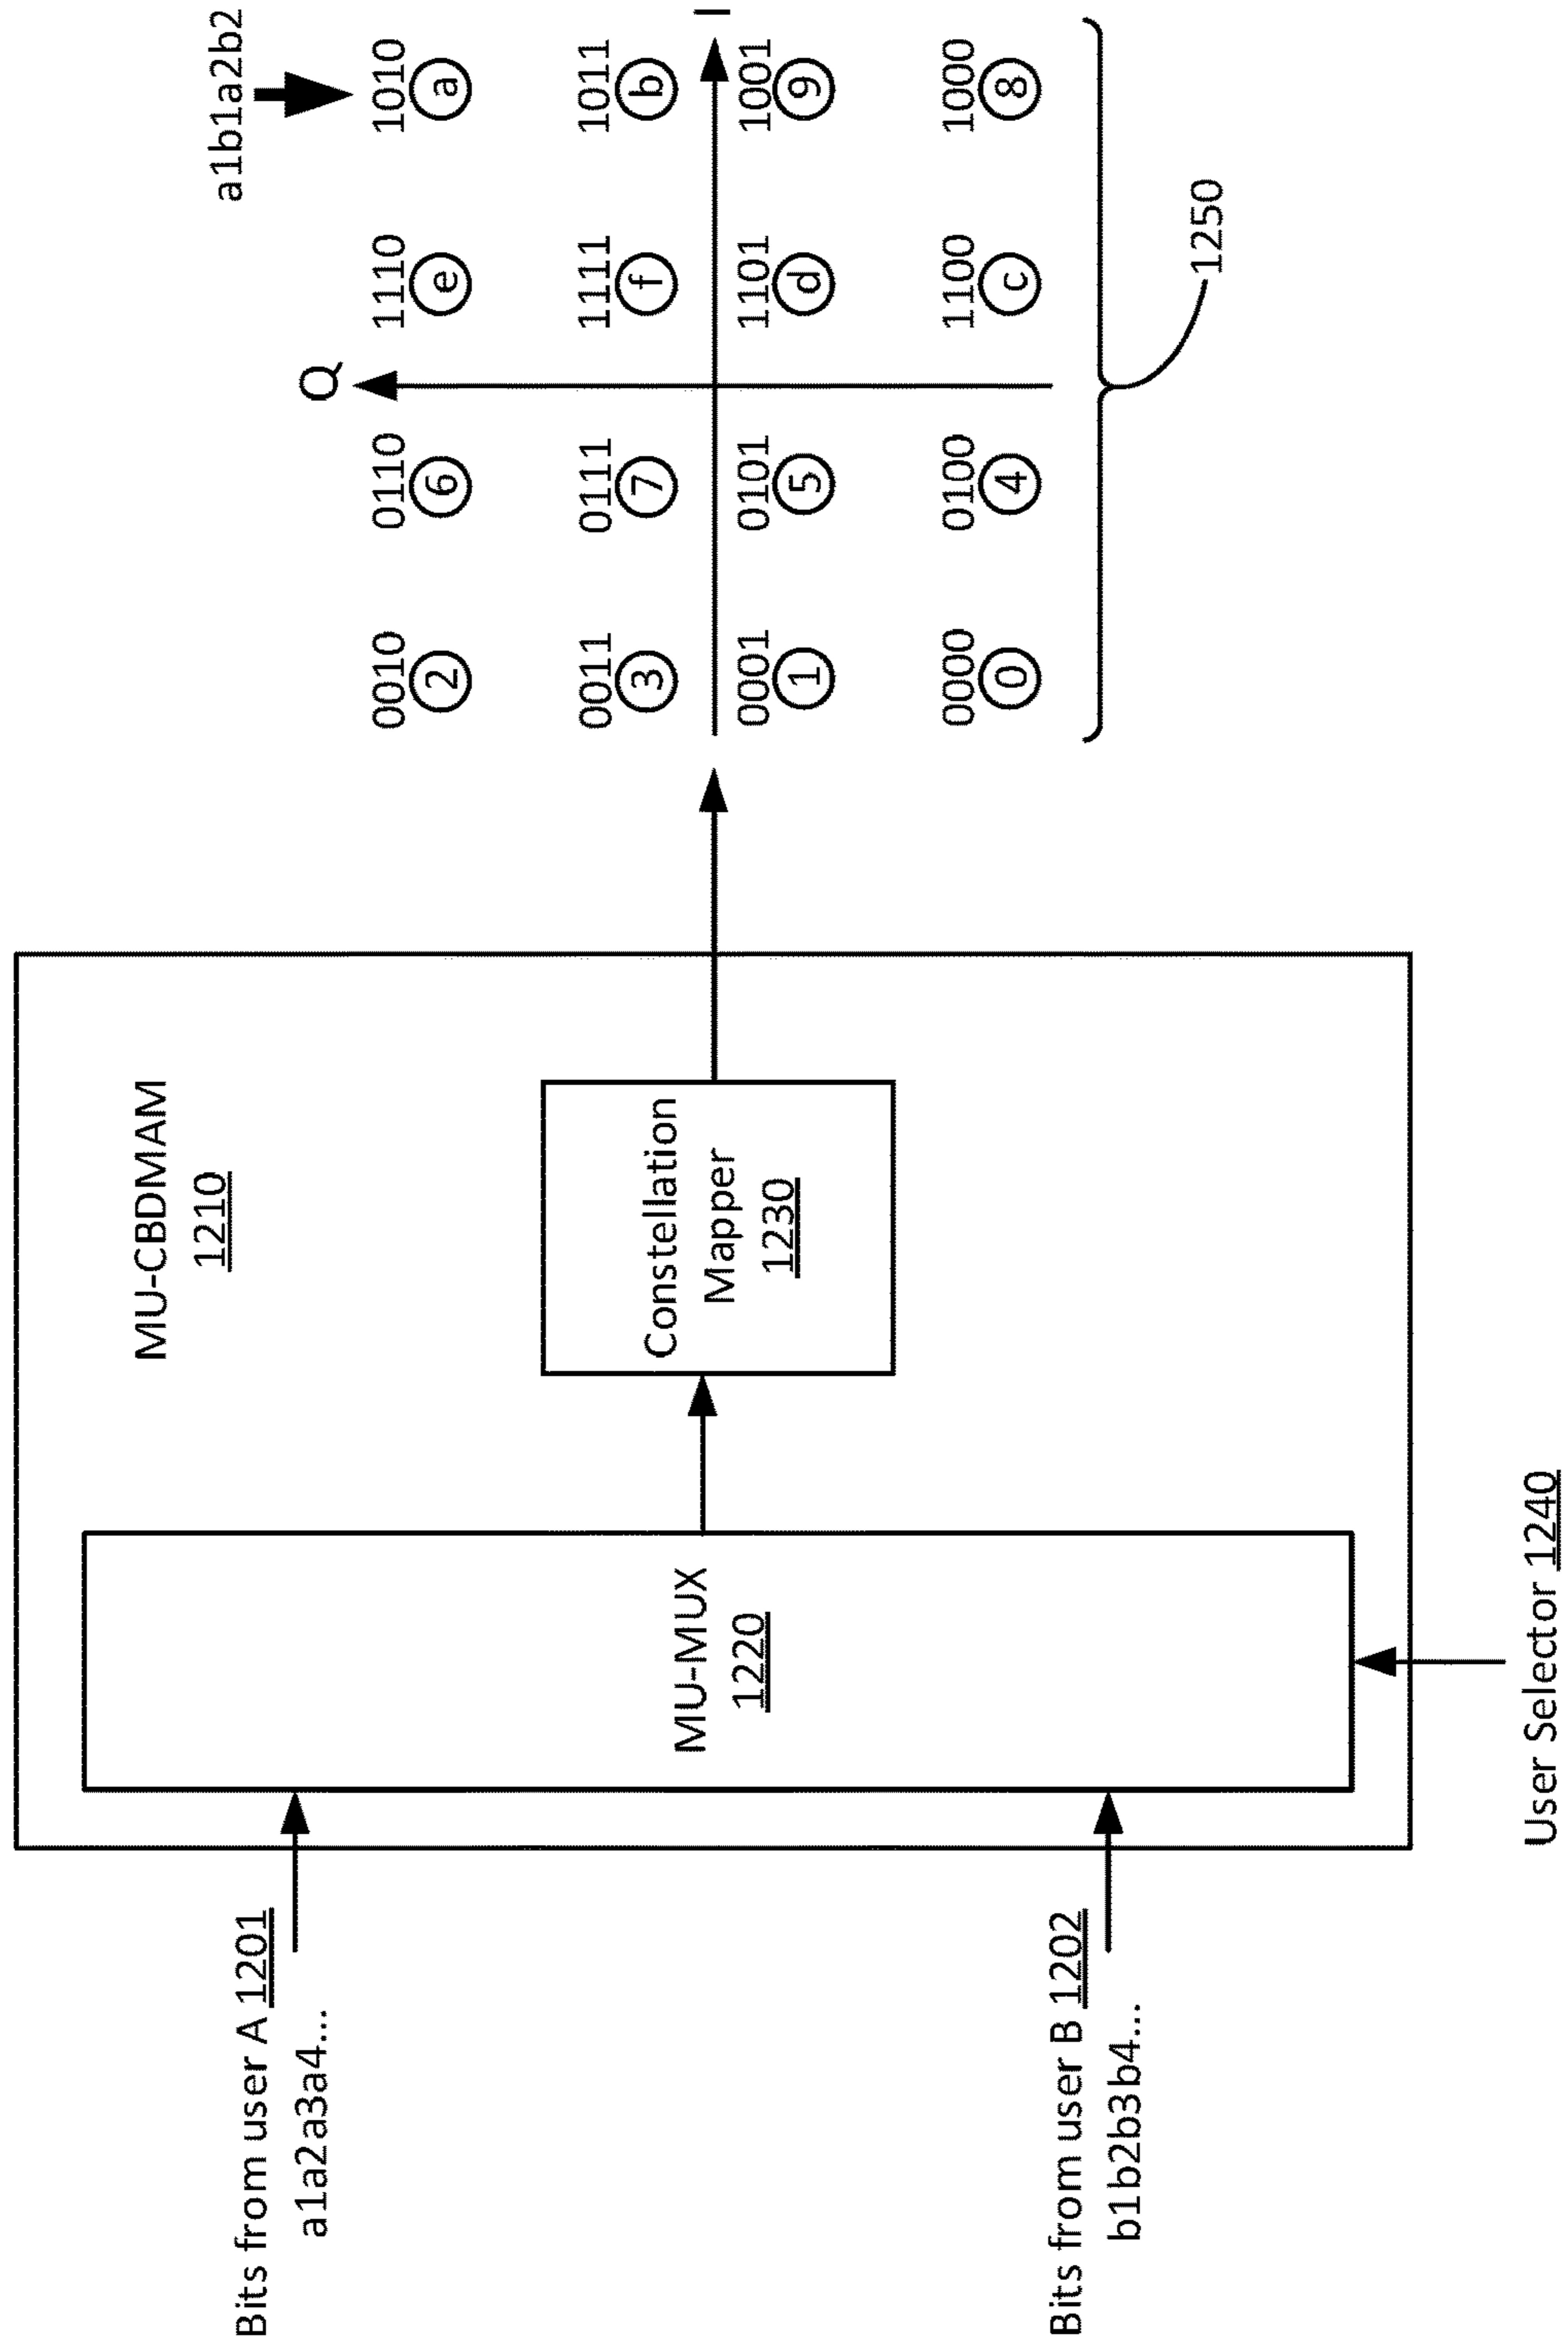 Bits from user A 1201
a1a2a3a4...
Bits from user B 1202
b1b2b3b4...
User Selector 1240
MU-CBDMAM
1210
MU-MUX
1220
Constellation
Mapper
1230
a1b1a2b2
Q
I
0010 0110 1110 1010
2 6 e a
0011 0111 1111 1011
3 7 f b
0001 0101 1101 1001
1 5 d 9
0000 0100 1100 1000
0 4 c 8
1250